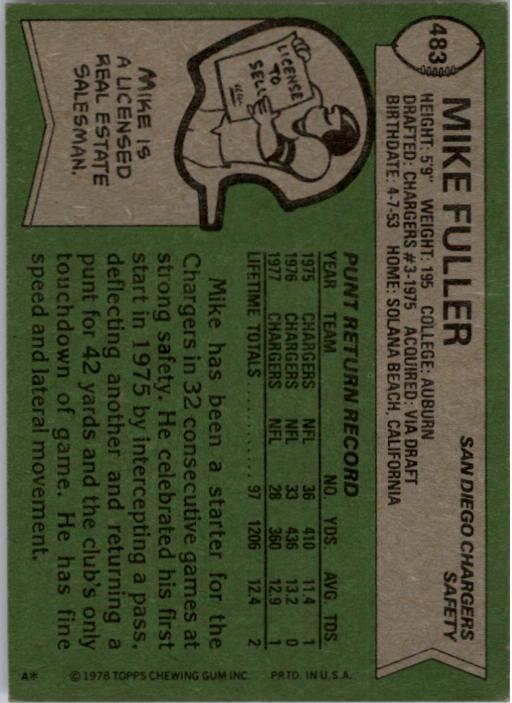 483
MIKE FULLER
SAN DIEGO CHARGERS
SAFETY
HEIGHT: 5'9" WEIGHT: 195 COLLEGE: AUBURN
DRAFTED: CHARGERS #3-1975 ACQUIRED: VIA DRAFT
BIRTHDATE: 4-7-53 HOME: SOLANA BEACH, CALIFORNIA
LICENSE
TO
SELL
MIKE IS
A LICENSED
REAL ESTATE
SALESMAN.
PUNT RETURN RECORD
YEAR TEAM NO. YDS. AVG. TDS.
1975 CHARGERS NFL 36 410 11.4 1
1976 CHARGERS NFL 33 436 13.2 0
1977 CHARGERS NFL 28 360 12.9 1
LIFETIME TOTALS .......... 97 1206 12.4 2
Mike has been a starter for the
Chargers in 32 consecutive games at
strong safety. He celebrated his first
start in 1975 by intercepting a pass,
deflecting another and returning a
punt for 42 yards and the club's only
touchdown of game. He has fine
speed and lateral movement.
A* © 1978 TOPPS CHEWING GUM INC. PRTD. IN U.S.A.